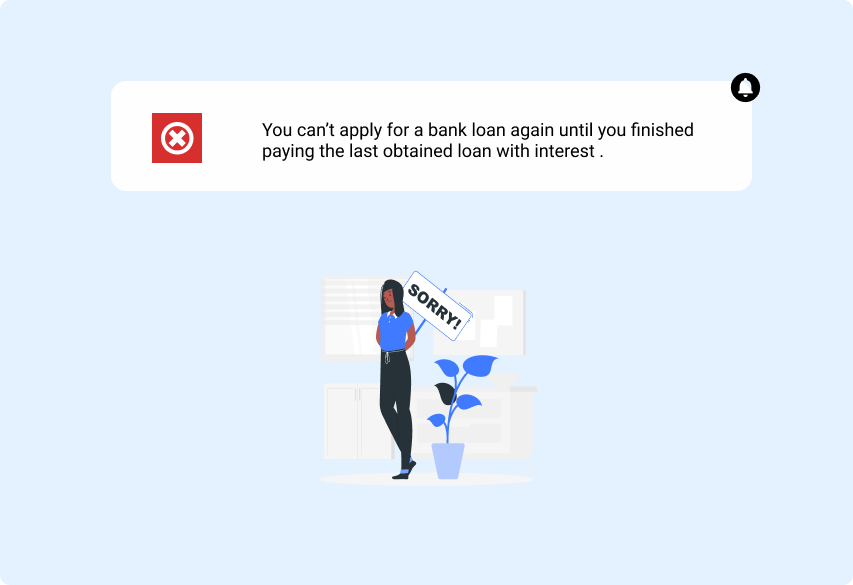 You can’t apply for a bank loan again until you finished
paying the last obtained loan with interest .
SORRY!